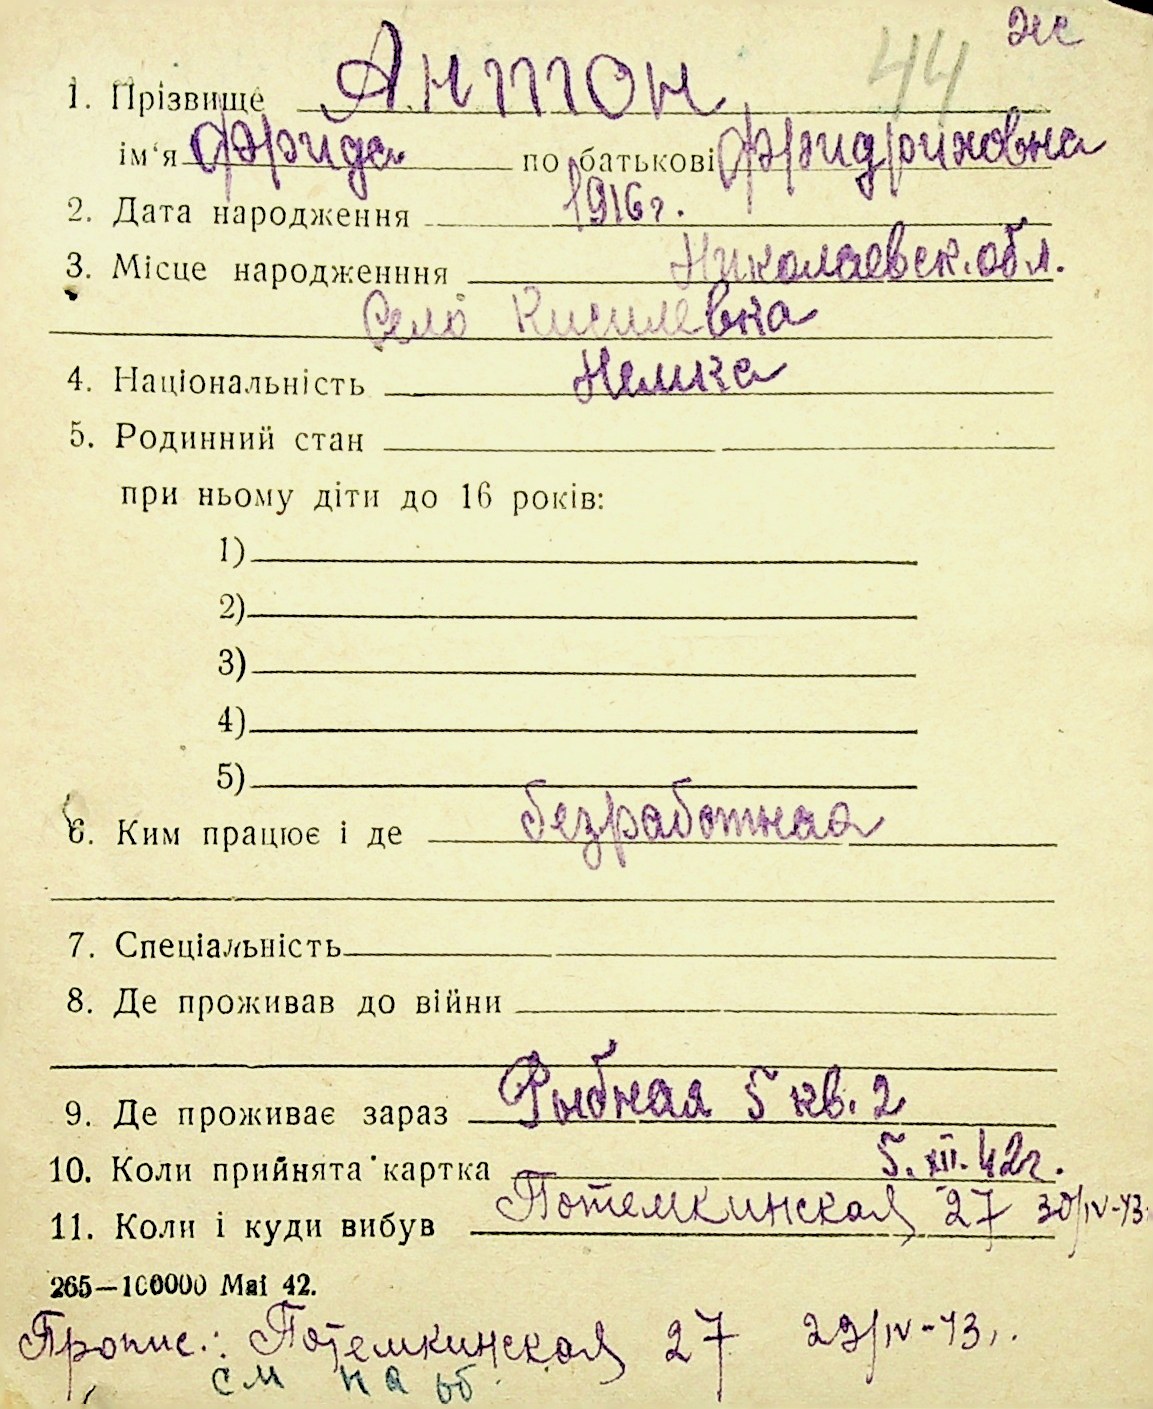 44 ж
1. Прізвище Антон
ім'я Фрида по батькові Фридриховна
2. Дата народження 1916 г.
3. Місце народженння Николаевск. обл.
Село Кисилевка
4. Національність Немка
5. Родинний стан
при ньому діти до 16 років:
1)
2)
3)
4)
5)
6. Ким працює і де безработная
7. Спеціальність
8. Де проживав до війни
9. Де проживає зараз Рыбная 5 кв. 2
10. Коли прийнята картка 5. XII. 42 г.
11. Коли і куди вибув Потемкинская 27 30/IV-43.
265—100000 Mai 42.
Пропис.: Потемкинская 27 29/IV-43.
см на об.